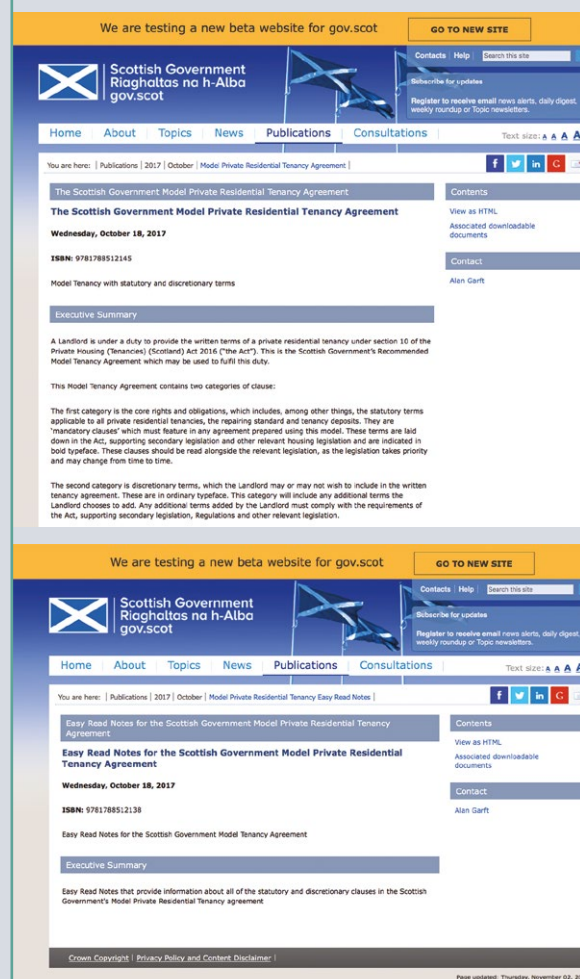 We are testing a new beta website for gov.scot GO TO NEW SITE
Contacts | Help | Search this site
Scottish Government
Riaghaltas na h-Alba
gov.scot
Subscribe for updates
Register to receive email news alerts, daily digest,
weekly roundup or Topic newsletters.
Home About Topics News Publications Consultations
Text size: A A A A
You are here: | Publications | 2017 | October | Model Private Residential Tenancy Agreement |
The Scottish Government Model Private Residential Tenancy Agreement
The Scottish Government Model Private Residential Tenancy Agreement
Wednesday, October 18, 2017
ISBN: 9781788512145
Model Tenancy with statutory and discretionary terms
Executive Summary
A Landlord is under a duty to provide the written terms of a private residential tenancy under section 10 of the
Private Housing (Tenancies) (Scotland) Act 2016 ("the Act"). This is the Scottish Government's Recommended
Model Tenancy Agreement which may be used to fulfil this duty.
This Model Tenancy Agreement contains two categories of clause:
The first category is the core rights and obligations, which includes, among other things, the statutory terms
applicable to all private residential tenancies, the repairing standard and tenancy deposits. They are
'mandatory clauses' which must feature in any agreement prepared using this model. These terms are laid
down in the Act, supporting secondary legislation and other relevant housing legislation and are indicated in
bold typeface. These clauses should be read alongside the relevant legislation, as the legislation takes priority
and may change from time to time.
The second category is discretionary terms, which the Landlord may or may not wish to include in the written
tenancy agreement. These are in ordinary typeface. This category will include any additional terms the
Landlord chooses to add. Any additional terms added by the Landlord must comply with the requirements of
the Act, supporting secondary legislation, Regulations and other relevant legislation.
Contents
View as HTML
Associated downloadable
documents
Contact
Alan Garft
We are testing a new beta website for gov.scot GO TO NEW SITE
Contacts | Help | Search this site
Scottish Government
Riaghaltas na h-Alba
gov.scot
Subscribe for updates
Register to receive email news alerts, daily digest,
weekly roundup or Topic newsletters.
Home About Topics News Publications Consultations
Text size: A A A A
You are here: | Publications | 2017 | October | Model Private Residential Tenancy Easy Read Notes |
Easy Read Notes for the Scottish Government Model Private Residential Tenancy
Agreement
Easy Read Notes for the Scottish Government Model Private Residential
Tenancy Agreement
Wednesday, October 18, 2017
ISBN: 9781788512138
Easy Read Notes for the Scottish Government Model Tenancy Agreement
Executive Summary
Easy Read Notes that provide information about all of the statutory and discretionary clauses in the Scottish
Government's Model Private Residential Tenancy agreement
Contents
View as HTML
Associated downloadable
documents
Contact
Alan Garft
Crown Copyright | Privacy Policy and Content Disclaimer |
Page updated: Thursday, November 02,